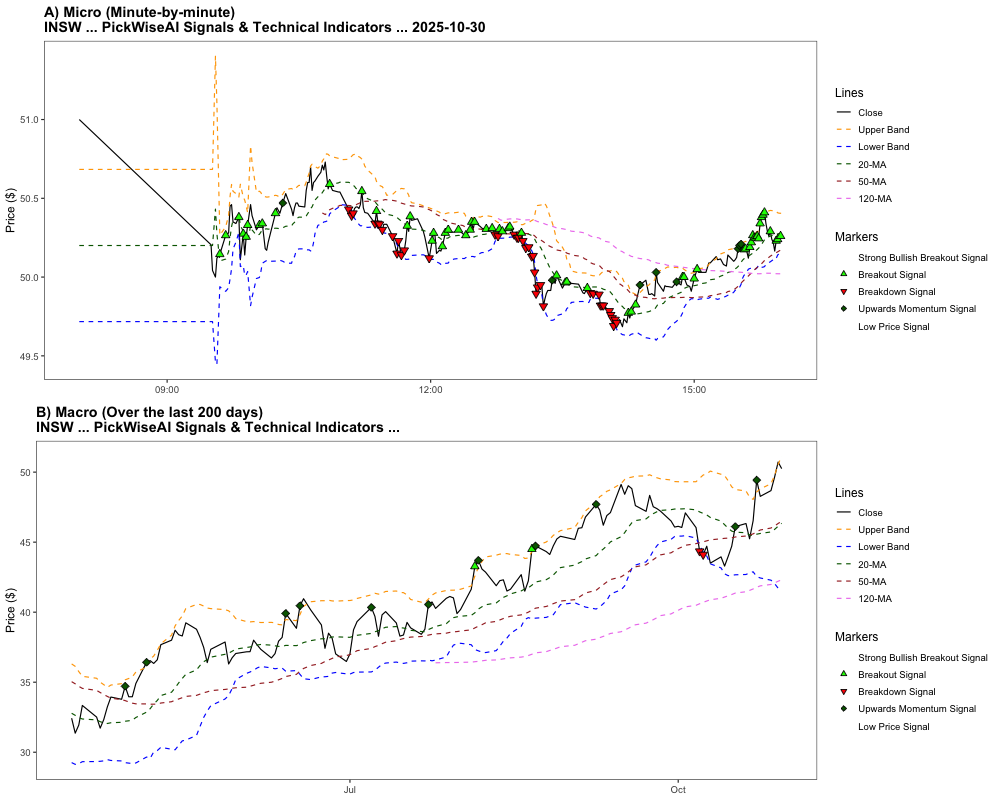 A) Micro (Minute-by-minute)
INSW ... PickWiseAI Signals & Technical Indicators ... 2025-10-30
Price ($)
51.0
50.5
50.0
49.5
09:00
12:00
15:00
Lines
Close
Upper Band
Lower Band
20-MA
50-MA
120-MA
Markers
Strong Bullish Breakout Signal
Breakout Signal
Breakdown Signal
Upwards Momentum Signal
Low Price Signal
B) Macro (Over the last 200 days)
INSW ... PickWiseAI Signals & Technical Indicators ...
Price ($)
50
45
40
35
30
Jul
Oct
Lines
Close
Upper Band
Lower Band
20-MA
50-MA
120-MA
Markers
Strong Bullish Breakout Signal
Breakout Signal
Breakdown Signal
Upwards Momentum Signal
Low Price Signal